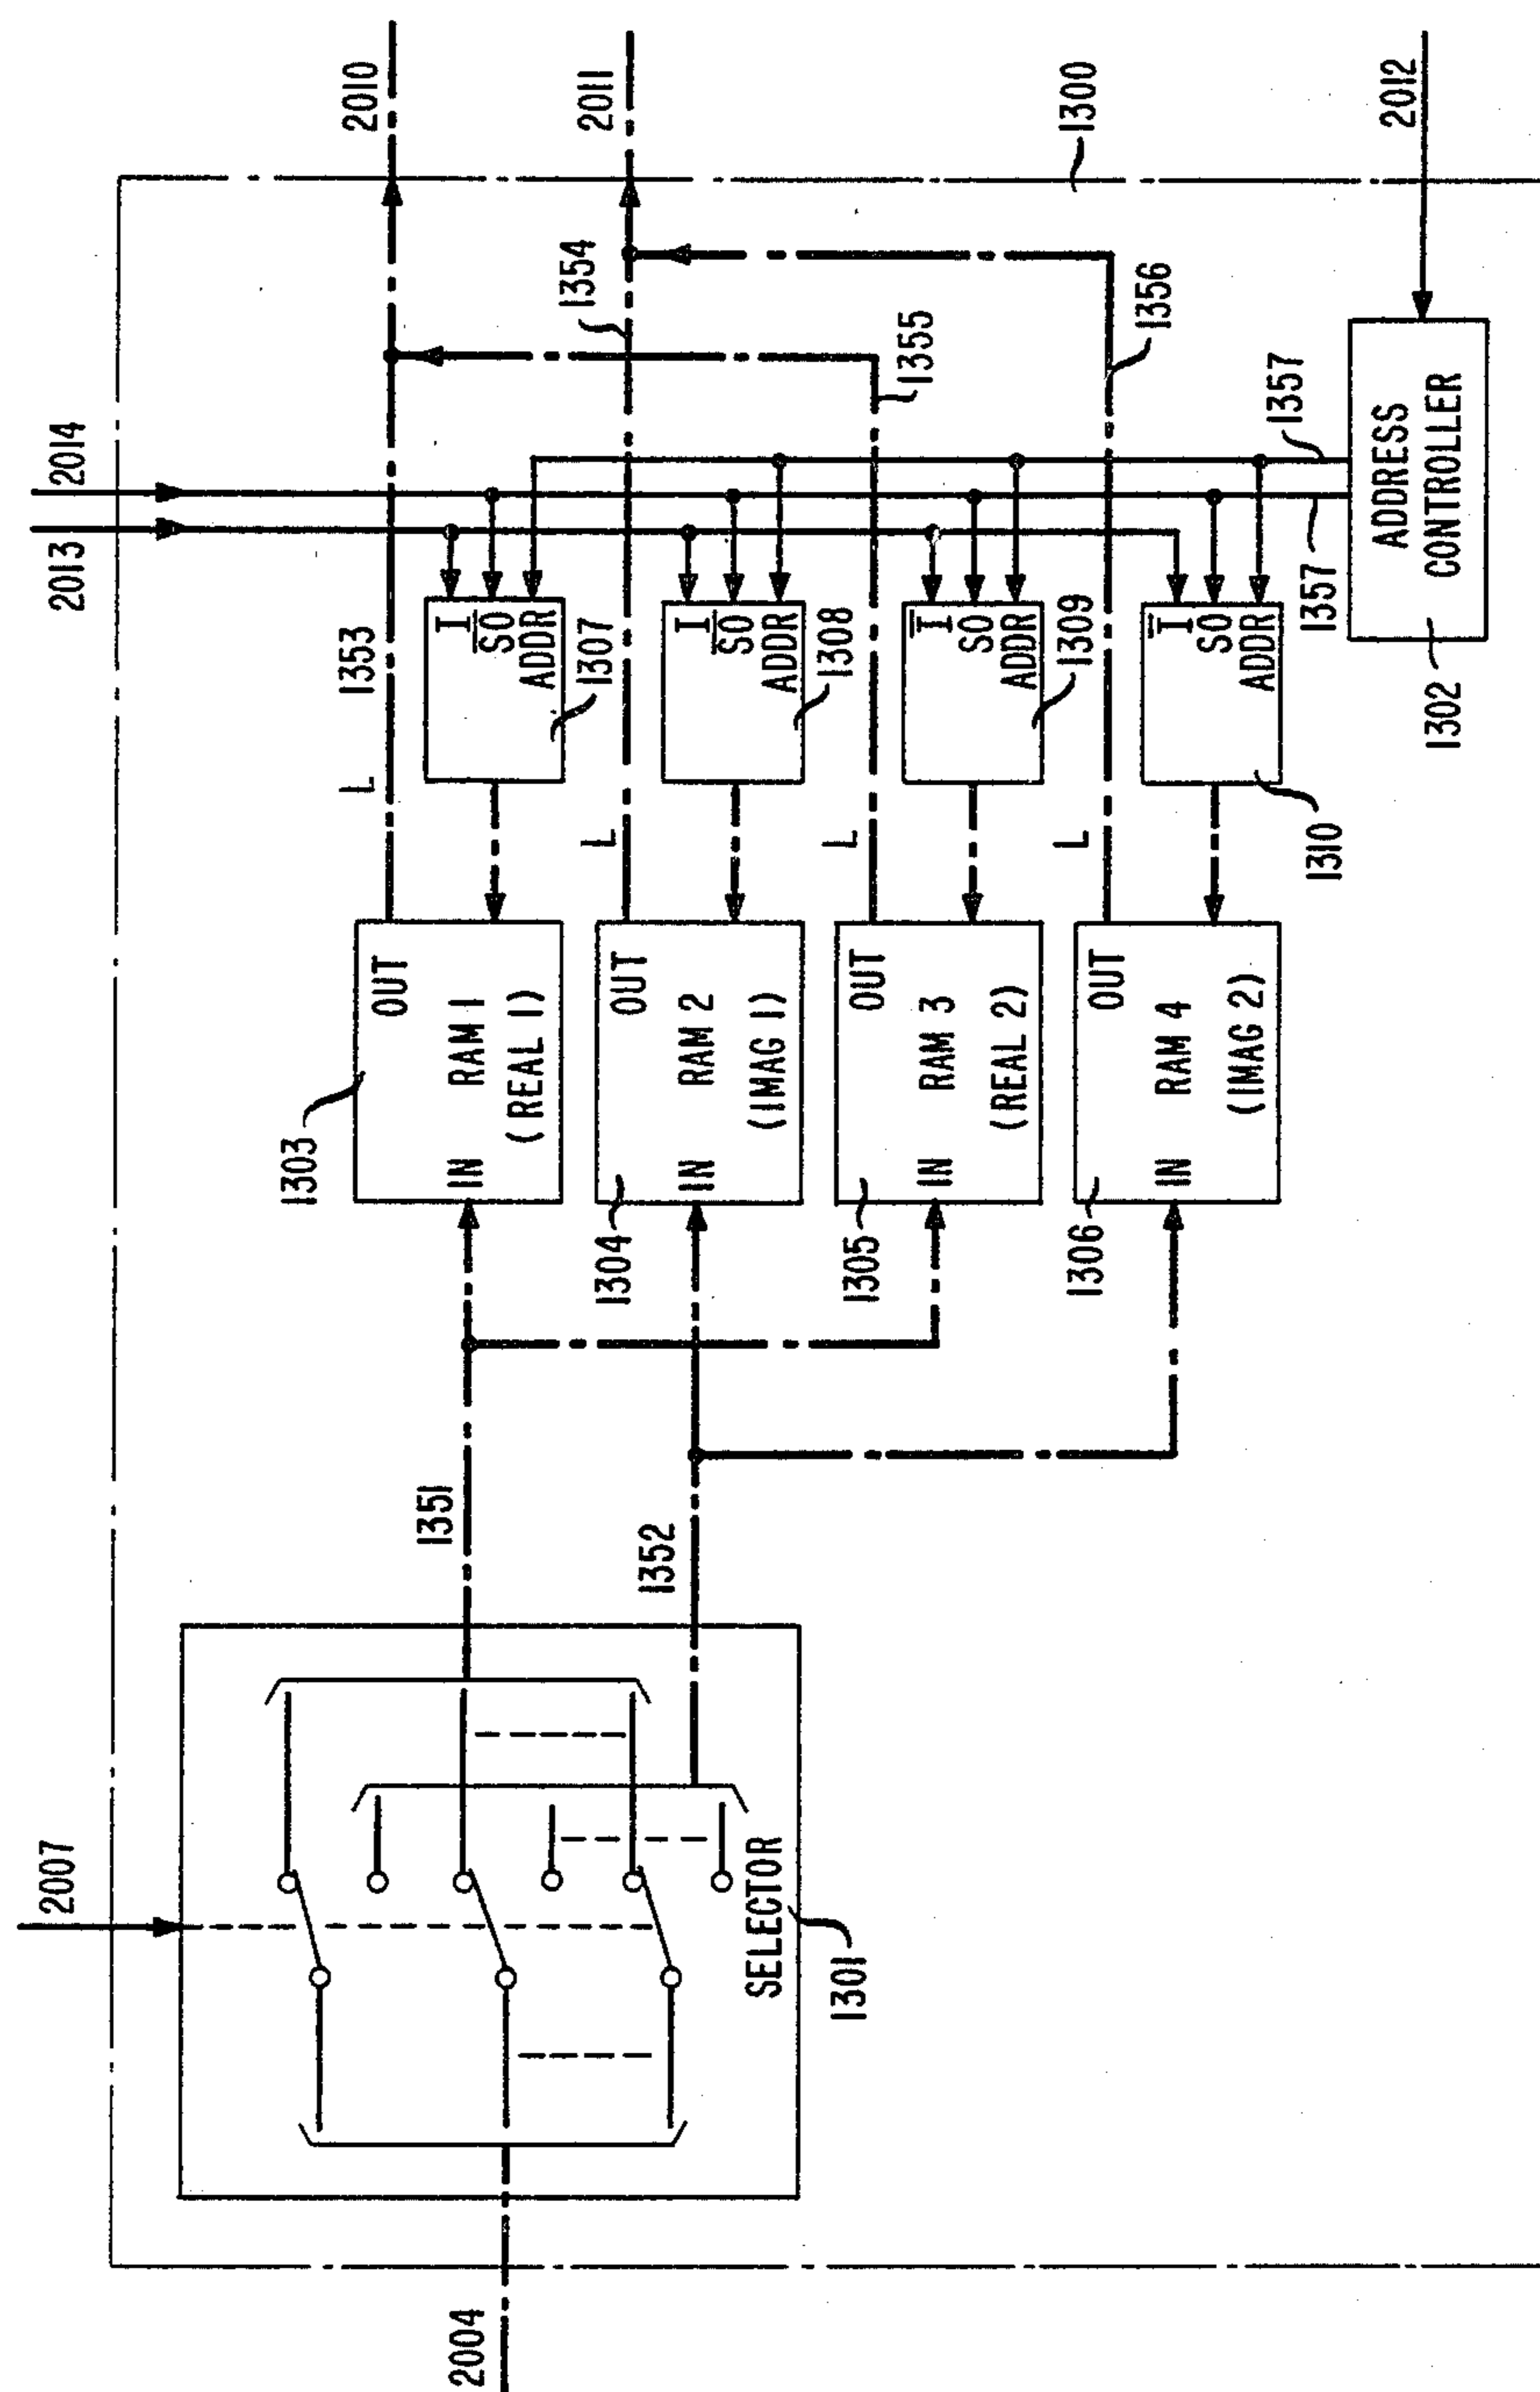 2007
2013
2014
2004
1303
1351
L
1353
2010
OUT
IN
RAM 1
(REAL 1)
I̅
SO
ADDR
1307
1352
1304
IN
OUT
RAM 2
(IMAG 1)
L
1354
2011
I̅
SO
ADDR
1308
SELECTOR
1301
1305
IN
OUT
RAM 3
(REAL 2)
L
1355
I̅
SO
ADDR
1309
1306
IN
OUT
RAM 4
(IMAG 2)
L
1356
1300
I̅
SO
ADDR
1310
1357
1357
ADDRESS
CONTROLLER
1302
2012